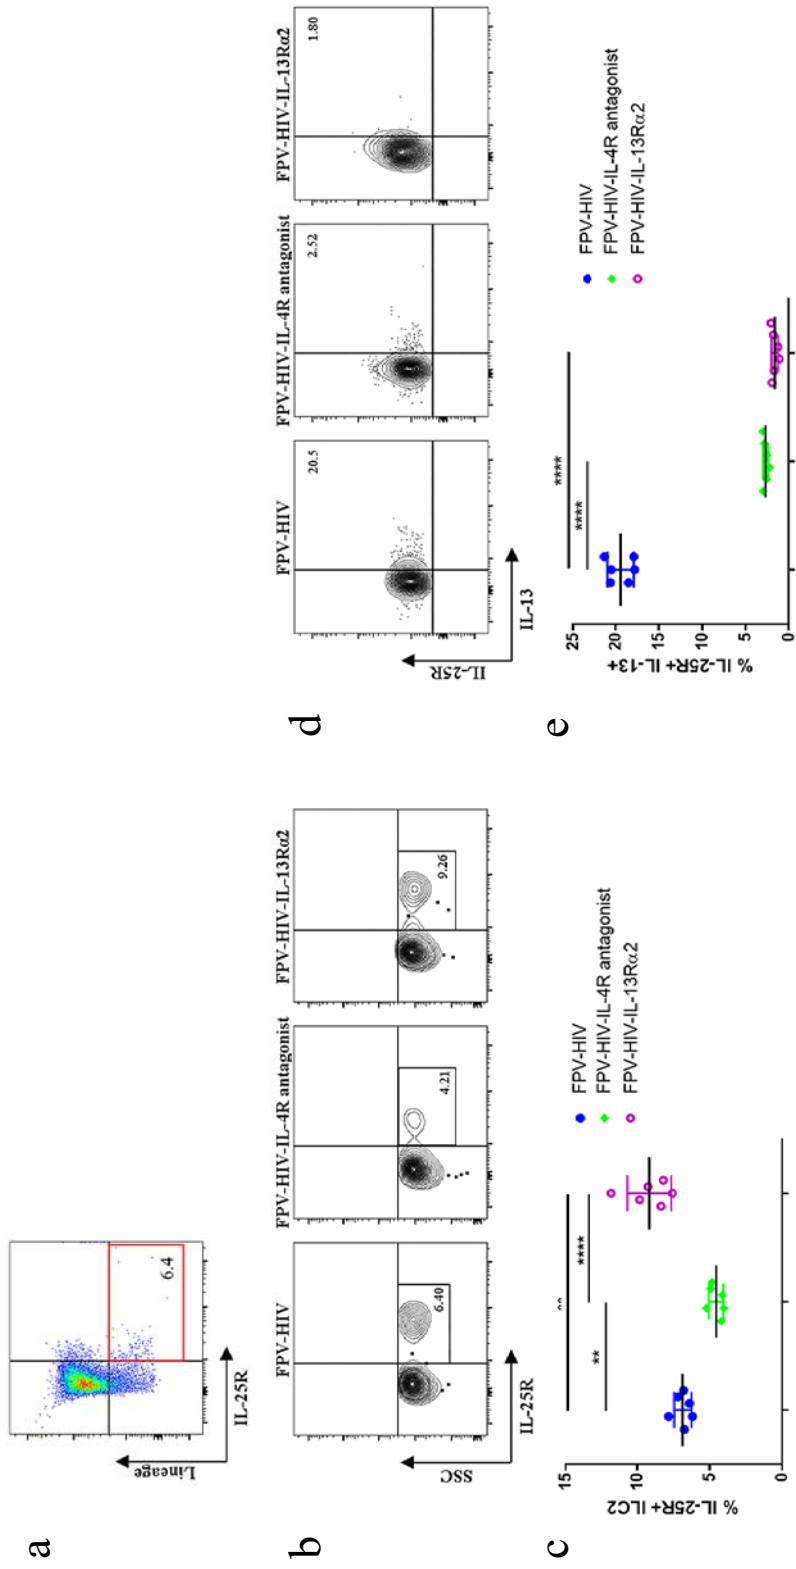 a
Lineage
6.4
IL-25R
b
FPV-HIV
FPV-HIV-IL-4R antagonist
FPV-HIV-IL-13Rα2
SSC
6.40
4.21
9.26
IL-25R
c
% IL-25R+ ILC2
15
10
5
0
**
****
FPV-HIV
FPV-HIV-IL-4R antagonist
FPV-HIV-IL-13Rα2
d
FPV-HIV
FPV-HIV-IL-4R antagonist
FPV-HIV-IL-13Rα2
IL-25R
20.5
2.52
1.80
IL-13
e
% IL-25R+ IL-13+
25
20
15
10
5
0
****
****
FPV-HIV
FPV-HIV-IL-4R antagonist
FPV-HIV-IL-13Rα2